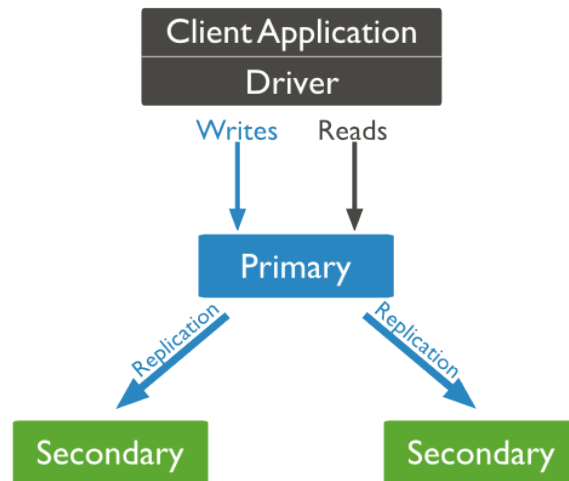 Client Application
Driver
Writes Reads
Primary
Replication Replication
Secondary Secondary